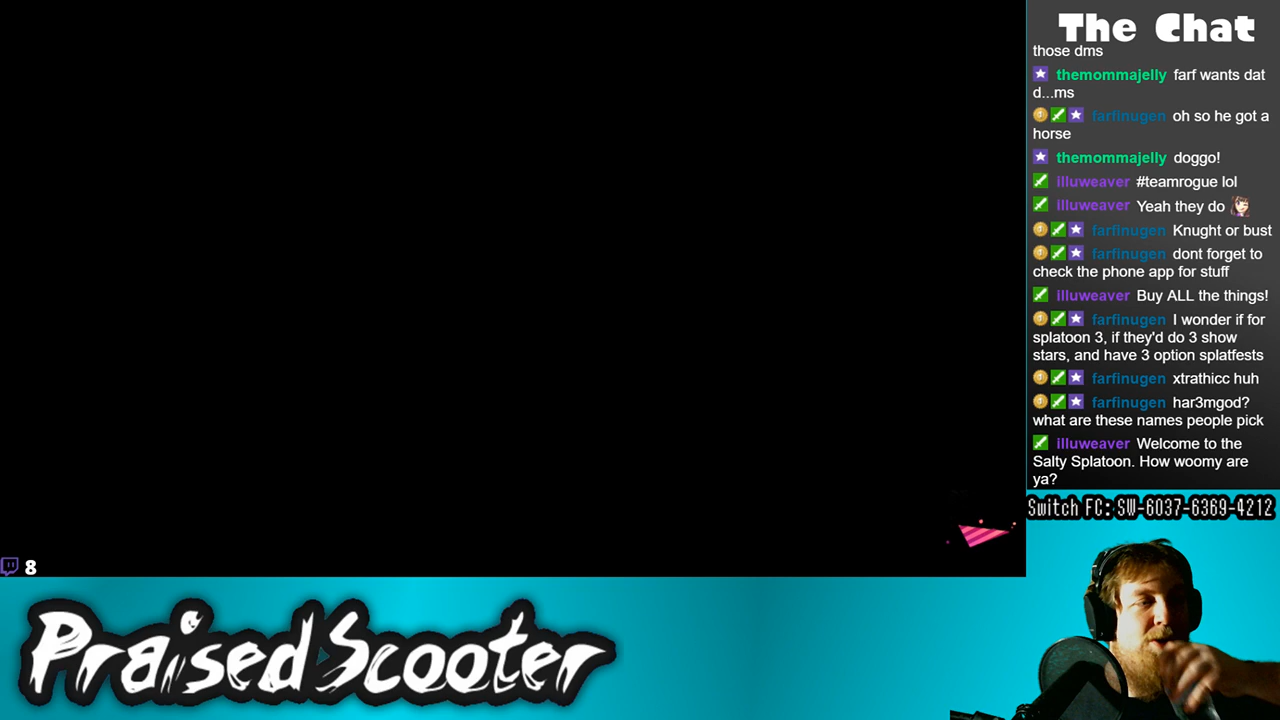 The Chat
those dms
themommajelly farf wants dat
d...ms
farfinugen oh so he got a
horse
themommajelly doggo!
illuweaver #teamrogue lol
illuweaver Yeah they do
farfinugen Knught or bust
farfinugen dont forget to
check the phone app for stuff
illuweaver Buy ALL the things!
farfinugen I wonder if for
splatoon 3, if they'd do 3 show
stars, and have 3 option splatfests
farfinugen xtrathicc huh
farfinugen har3mgod?
what are these names people pick
illuweaver Welcome to the
Salty Splatoon. How woomy are
ya?
Switch FC: SW-6037-6369-4212
8
PraisedScooter